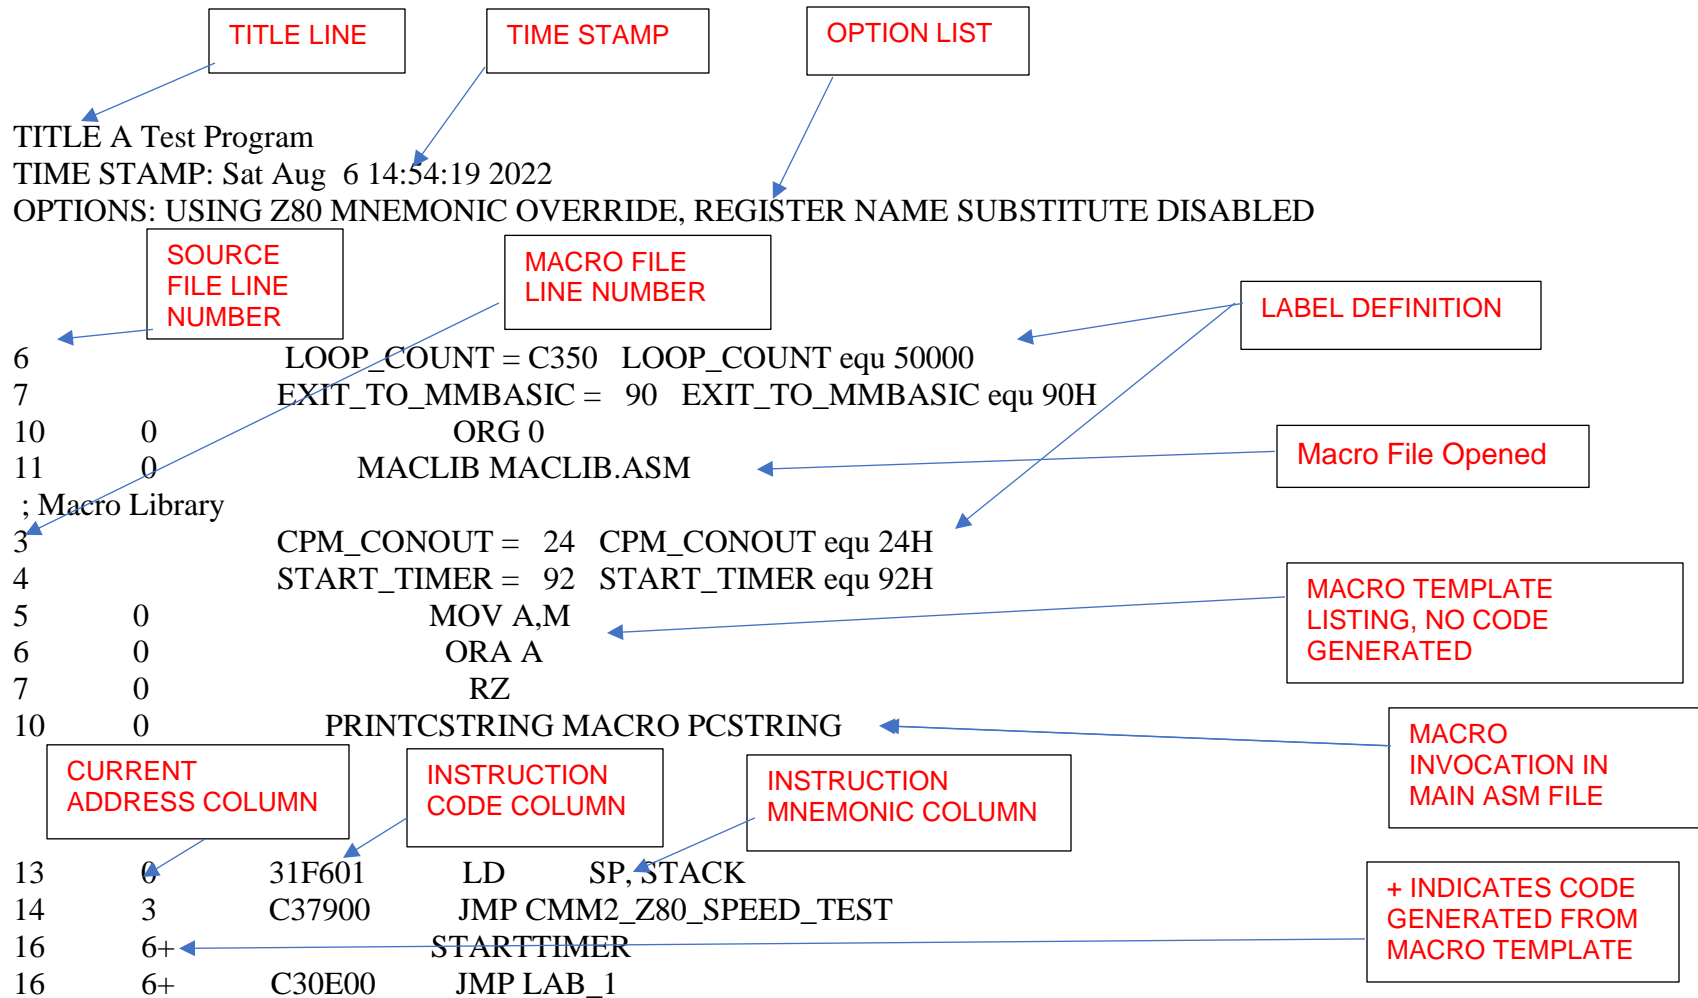 TITLE LINE
TIME STAMP
OPTION LIST
TITLE A Test Program
TIME STAMP: Sat Aug  6 14:54:19 2022
OPTIONS: USING Z80 MNEMONIC OVERRIDE, REGISTER NAME SUBSTITUTE DISABLED
SOURCE
FILE LINE
NUMBER
MACRO FILE
LINE NUMBER
LABEL DEFINITION
6 LOOP_COUNT = C350 LOOP_COUNT equ 50000
7 EXIT_TO_MMBASIC = 90 EXIT_TO_MMBASIC equ 90H
10 0 ORG 0
11 0 MACLIB MACLIB.ASM
Macro File Opened
; Macro Library
3 CPM_CONOUT = 24 CPM_CONOUT equ 24H
4 START_TIMER = 92 START_TIMER equ 92H
5 0 MOV A,M
6 0 ORA A
7 0 RZ
10 0 PRINTCSTRING MACRO PCSTRING
MACRO TEMPLATE
LISTING, NO CODE
GENERATED
MACRO
INVOCATION IN
MAIN ASM FILE
CURRENT
ADDRESS COLUMN
INSTRUCTION
CODE COLUMN
INSTRUCTION
MNEMONIC COLUMN
13 0 31F601 LD SP, STACK
14 3 C37900 JMP CMM2_Z80_SPEED_TEST
16 6+ STARTTIMER
16 6+ C30E00 JMP LAB_1
+ INDICATES CODE
GENERATED FROM
MACRO TEMPLATE